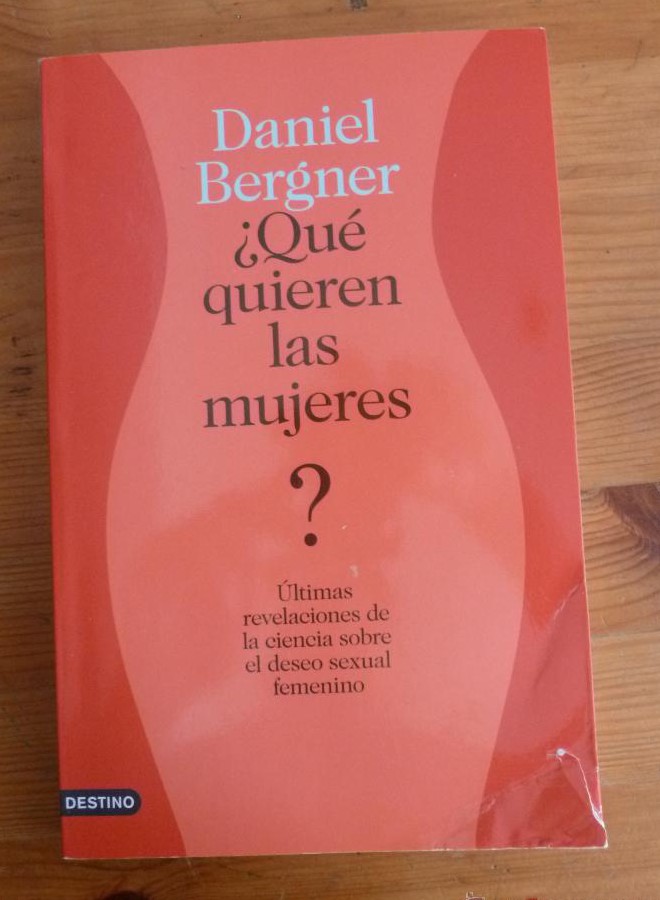 Daniel
Bergner
¿Qué
quieren
las
mujeres
?
Últimas
revelaciones de
la ciencia sobre
el deseo sexual
femenino
DESTINO